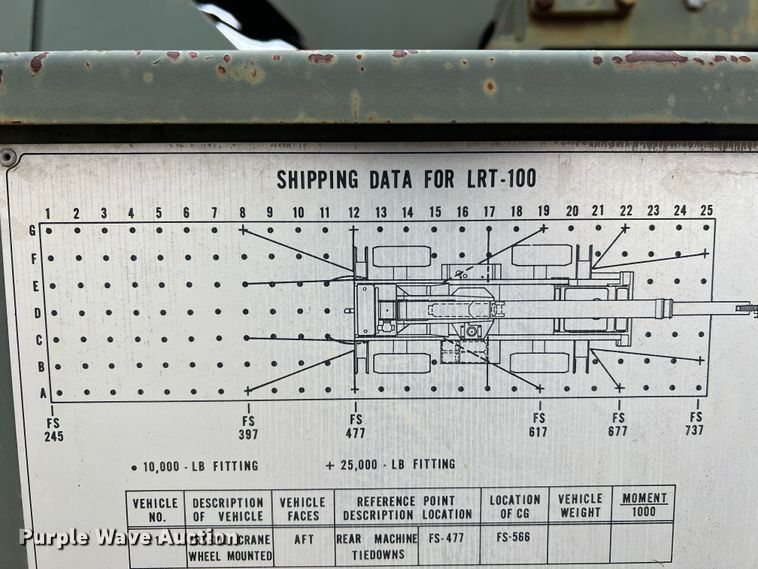 SHIPPING DATA FOR LRT-100
1 2 3 4 5 6 7 8 9 10 11 12 13 14 15 16 17 18 19 20 21 22 23 24 25
G
F
E
D
C
B
A
FS 245
FS 397
FS 477
FS 617
FS 677
FS 737
• 10,000 - LB FITTING + 25,000 - LB FITTING
VEHICLE NO. DESCRIPTION OF VEHICLE VEHICLE FACES REFERENCE POINT DESCRIPTION LOCATION LOCATION OF CG VEHICLE WEIGHT MOMENT 1000
CRANE WHEEL MOUNTED AFT REAR MACHINE TIEDOWNS FS-477 FS-566
Purple Wave Auction